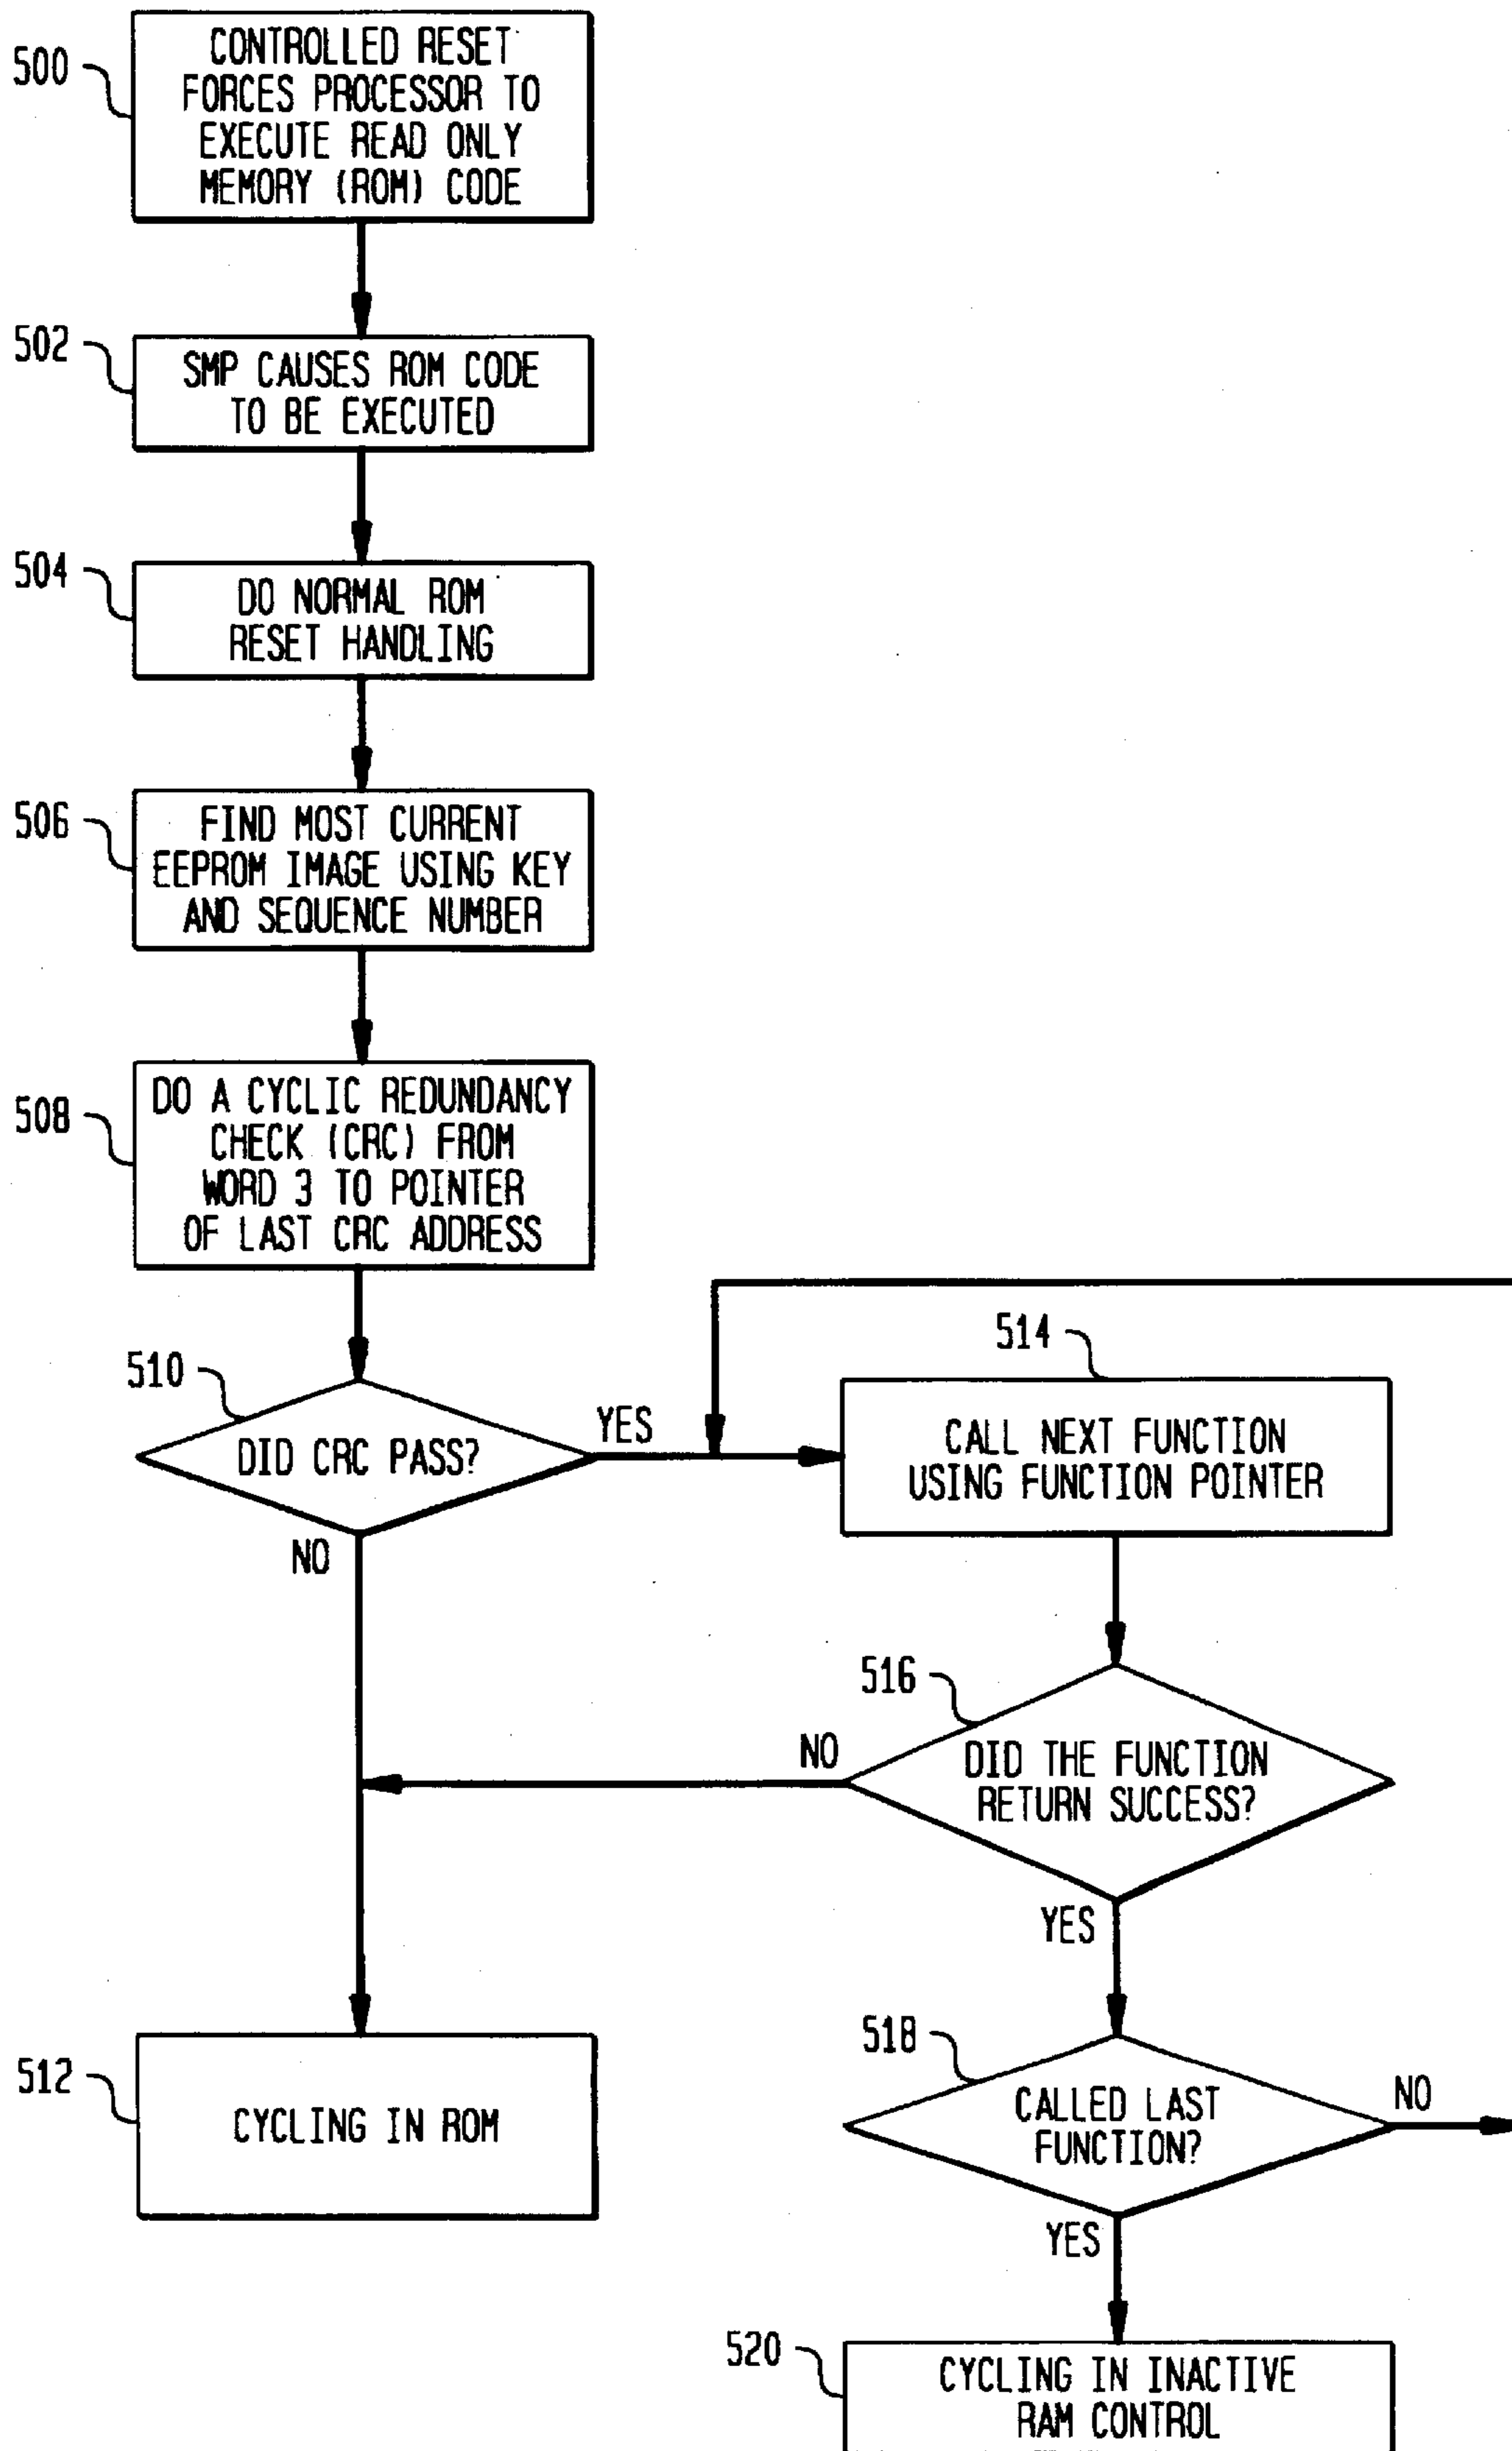 500
CONTROLLED RESET
FORCES PROCESSOR TO
EXECUTE READ ONLY
MEMORY (ROM) CODE
502
SMP CAUSES ROM CODE
TO BE EXECUTED
504
DO NORMAL ROM
RESET HANDLING
506
FIND MOST CURRENT
EEPROM IMAGE USING KEY
AND SEQUENCE NUMBER
508
DO A CYCLIC REDUNDANCY
CHECK (CRC) FROM
WORD 3 TO POINTER
OF LAST CRC ADDRESS
510
DID CRC PASS?
YES
NO
514
CALL NEXT FUNCTION
USING FUNCTION POINTER
516
DID THE FUNCTION
RETURN SUCCESS?
NO
YES
512
CYCLING IN ROM
518
CALLED LAST
FUNCTION?
NO
YES
520
CYCLING IN INACTIVE
RAM CONTROL